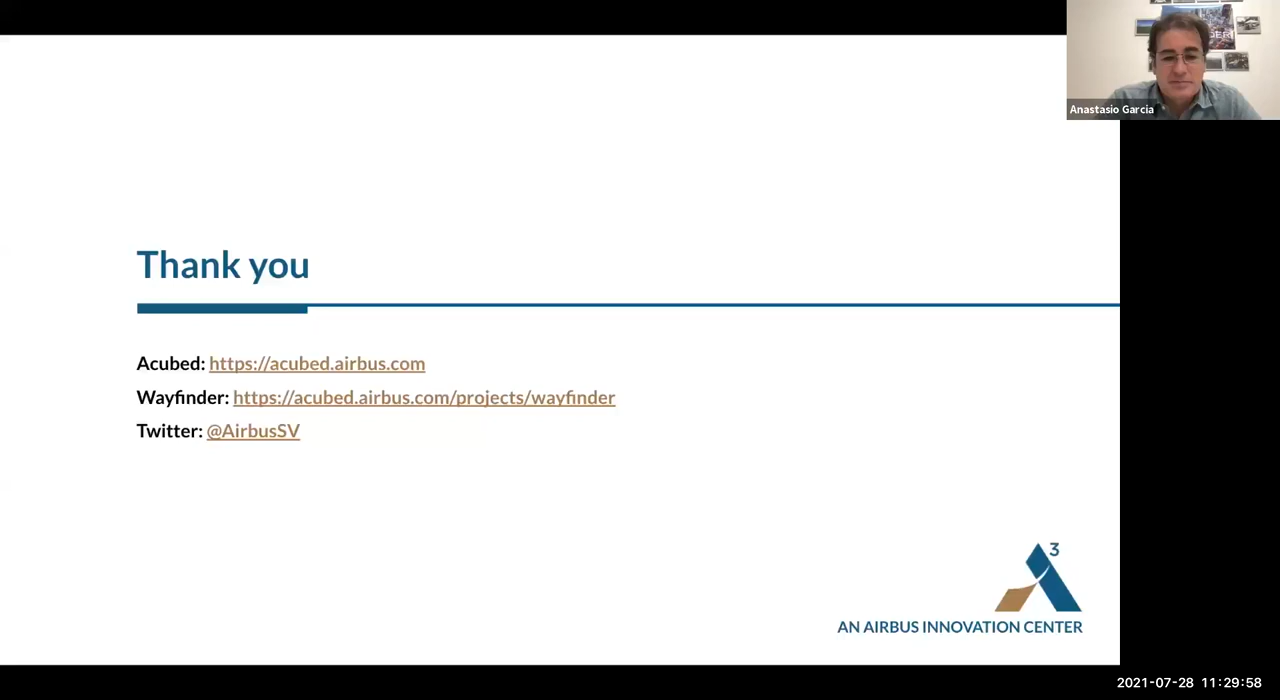 Anastasio Garcia
Thank you
Acubed: https://acubed.airbus.com
Wayfinder: https://acubed.airbus.com/projects/wayfinder
Twitter: @AirbusSV
3
AN AIRBUS INNOVATION CENTER
2021-07-28 11:29:58